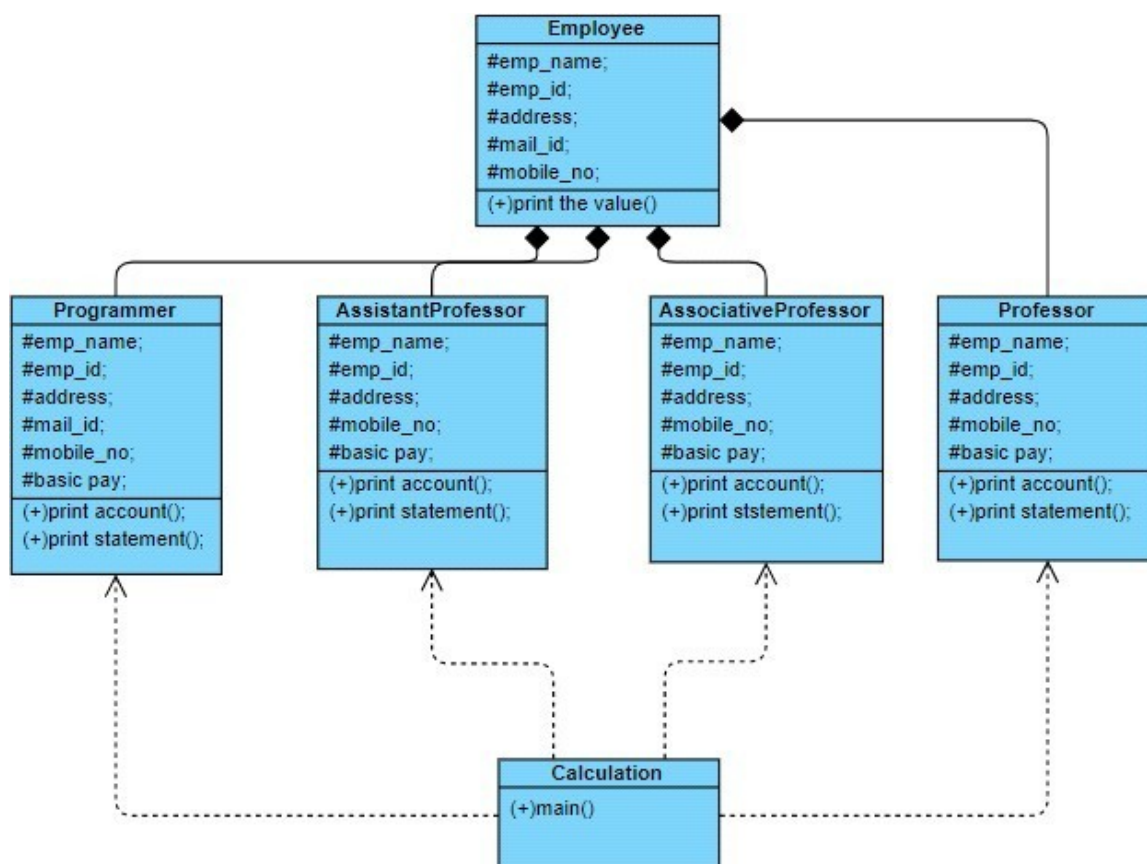 Employee
#emp_name;
#emp_id;
#address;
#mail_id;
#mobile_no;
(+)print the value()
Programmer
#emp_name;
#emp_id;
#address;
#mail_id;
#mobile_no;
#basic pay;
(+)print account();
(+)print statement();
AssistantProfessor
#emp_name;
#emp_id;
#address;
#mobile_no;
#basic pay;
(+)print account();
(+)print statement();
AssociativeProfessor
#emp_name;
#emp_id;
#address;
#mobile_no;
#basic pay;
(+)print account();
(+)print ststement();
Professor
#emp_name;
#emp_id;
#address;
#mobile_no;
#basic pay;
(+)print account();
(+)print statement();
Calculation
(+)main()